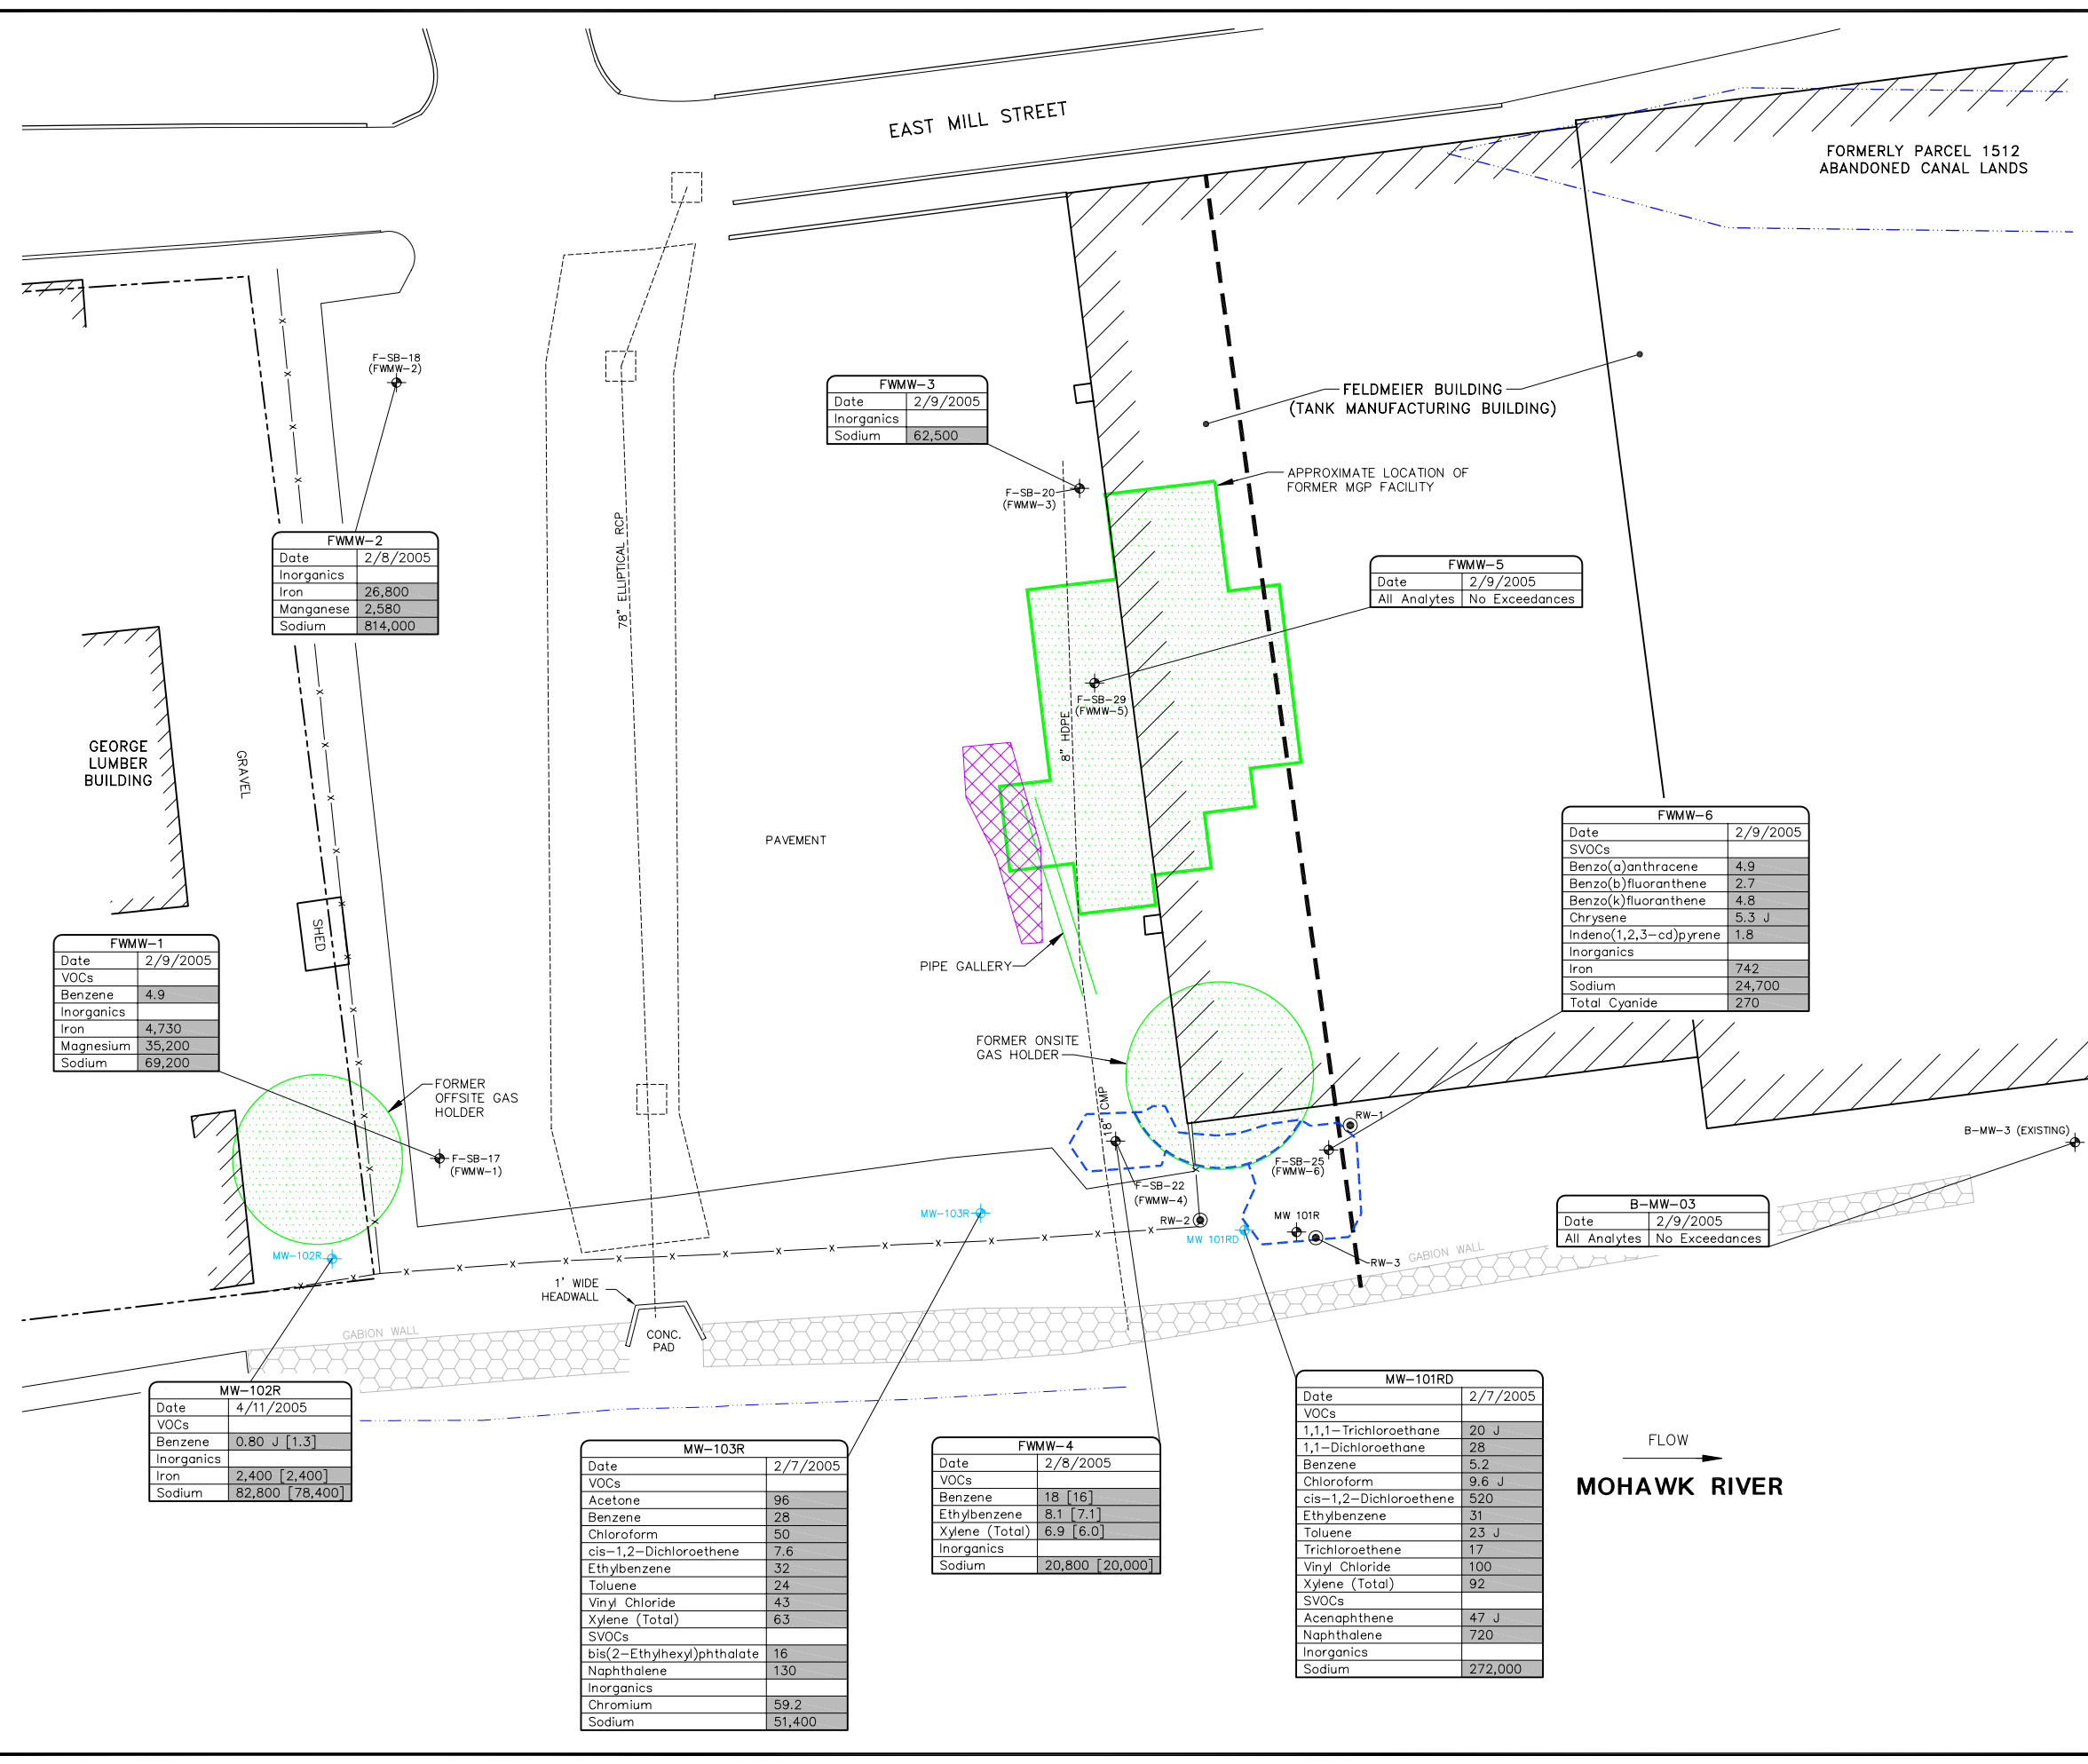 EAST MILL STREET
FORMERLY PARCEL 1512
ABANDONED CANAL LANDS
F-SB-18
(FWMW-2)
FWMW-3
Date 2/9/2005
Inorganics
Sodium 62,500
FELDMEIER BUILDING
(TANK MANUFACTURING BUILDING)
APPROXIMATE LOCATION OF
FORMER MGP FACILITY
F-SB-20
(FWMW-3)
78" ELLIPTICAL RCP
FWMW-2
Date 2/8/2005
Inorganics
Iron 26,800
Manganese 2,580
Sodium 814,000
FWMW-5
Date 2/9/2005
All Analytes No Exceedances
F-SB-29
(FWMW-5)
8" HDPE
GEORGE
LUMBER
BUILDING
GRAVEL
PAVEMENT
FWMW-6
Date 2/9/2005
SVOCs
Benzo(a)anthracene 4.9
Benzo(b)fluoranthene 2.7
Benzo(k)fluoranthene 4.8
Chrysene 5.3 J
Indeno(1,2,3-cd)pyrene 1.8
Inorganics
Iron 742
Sodium 24,700
Total Cyanide 270
SHED
FWMW-1
Date 2/9/2005
VOCs
Benzene 4.9
Inorganics
Iron 4,730
Magnesium 35,200
Sodium 69,200
PIPE GALLERY
FORMER ONSITE
GAS HOLDER
FORMER
OFFSITE GAS
HOLDER
18" CMP
RW-1
B-MW-3 (EXISTING)
F-SB-17
(FWMW-1)
F-SB-25
(FWMW-6)
F-SB-22
(FWMW-4)
MW-103R
RW-2
MW 101R
MW 101RD
RW-3
B-MW-03
Date 2/9/2005
All Analytes No Exceedances
MW-102R
GABION WALL
1' WIDE
HEADWALL
GABION WALL
CONC.
PAD
MW-102R
Date 4/11/2005
VOCs
Benzene 0.80 J [1.3]
Inorganics
Iron 2,400 [2,400]
Sodium 82,800 [78,400]
MW-103R
Date 2/7/2005
VOCs
Acetone 96
Benzene 28
Chloroform 50
cis-1,2-Dichloroethene 7.6
Ethylbenzene 32
Toluene 24
Vinyl Chloride 43
Xylene (Total) 63
SVOCs
bis(2-Ethylhexyl)phthalate 16
Naphthalene 130
Inorganics
Chromium 59.2
Sodium 51,400
FWMW-4
Date 2/8/2005
VOCs
Benzene 18 [16]
Ethylbenzene 8.1 [7.1]
Xylene (Total) 6.9 [6.0]
Inorganics
Sodium 20,800 [20,000]
MW-101RD
Date 2/7/2005
VOCs
1,1,1-Trichloroethane 20 J
1,1-Dichloroethane 28
Benzene 5.2
Chloroform 9.6 J
cis-1,2-Dichloroethene 520
Ethylbenzene 31
Toluene 23 J
Trichloroethene 17
Vinyl Chloride 100
Xylene (Total) 92
SVOCs
Acenaphthene 47 J
Naphthalene 720
Inorganics
Sodium 272,000
FLOW
MOHAWK RIVER